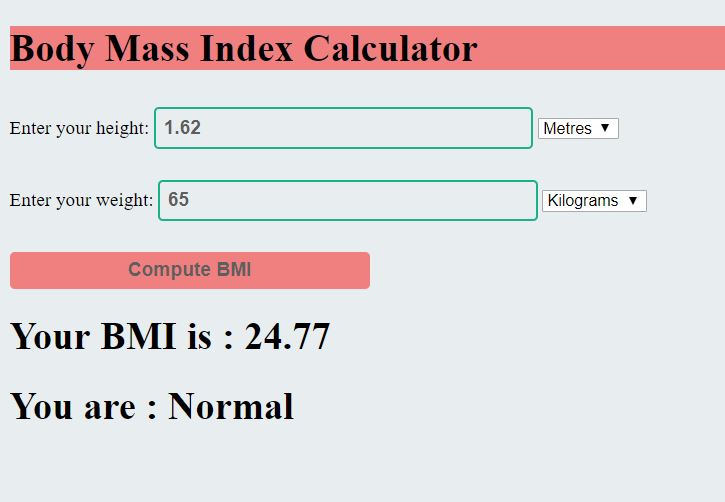 Body Mass Index Calculator
Enter your height: 1.62 Metres ▼
Enter your weight: 65 Kilograms ▼
Compute BMI
Your BMI is : 24.77
You are : Normal